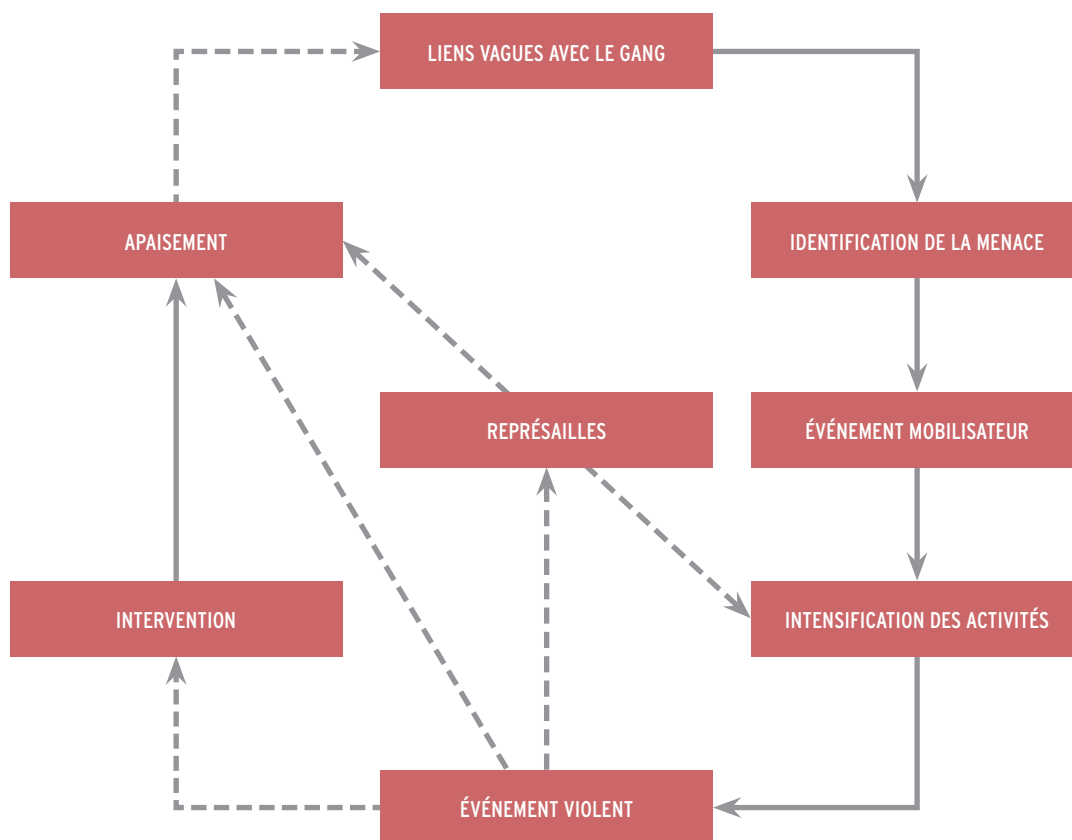 LIENS VAGUES AVEC LE GANG
APAISEMENT
IDENTIFICATION DE LA MENACE
REPRÉSAILLES
ÉVÉNEMENT MOBILISATEUR
INTERVENTION
INTENSIFICATION DES ACTIVITÉS
ÉVÉNEMENT VIOLENT